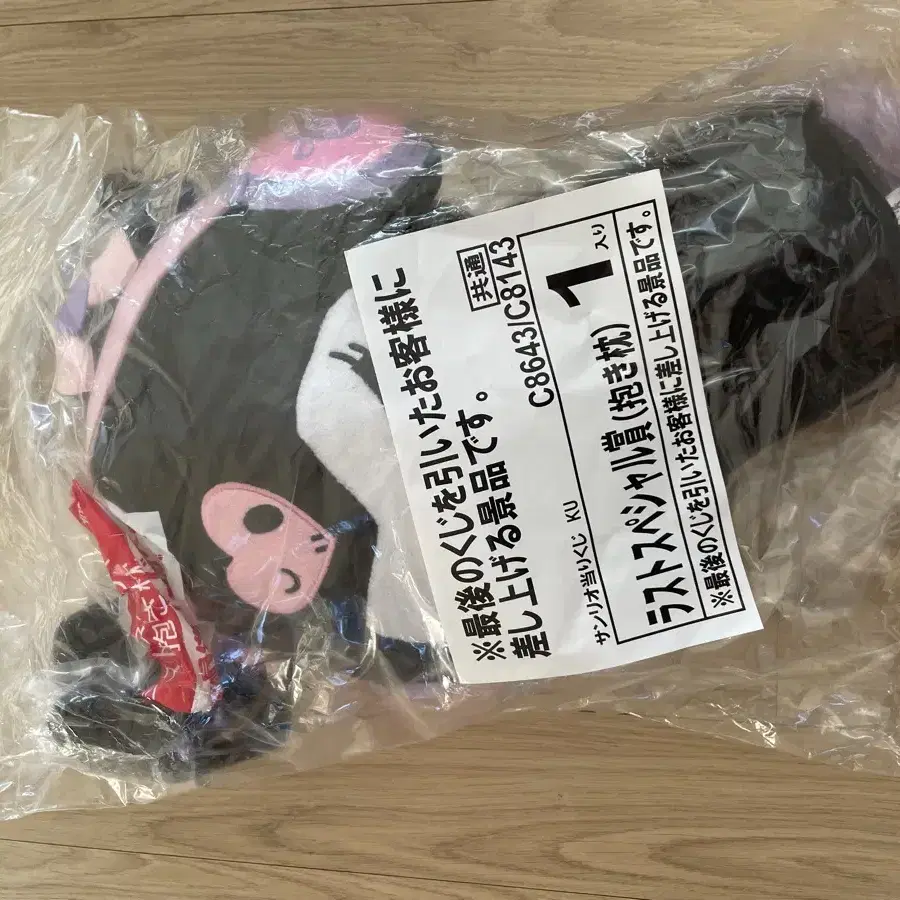 ※最後のくじを引いたお客様に
差し上げる景品です。
共通
C8643/C8143
サンリオ当りくじ KU
1
入り
ラストスペシャル賞(抱き枕)
※最後のくじを引いたお客様に差し上げる景品です。